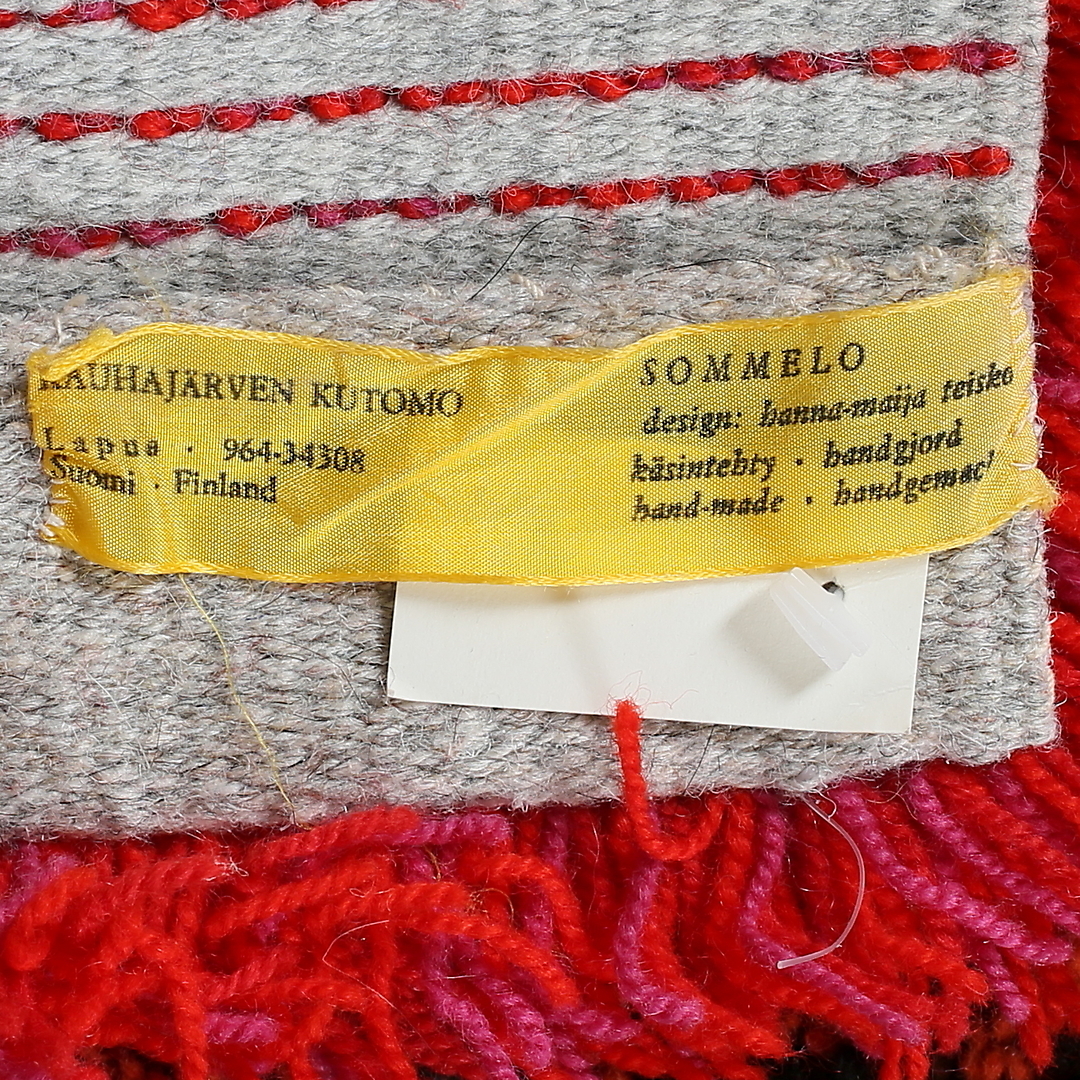 KAUHAJÄRVEN KUTOMO
Lapua · 964-34308
Suomi · Finland
SOMMELO
design: hanna-maija teisko
käsintehty · handgjord
hand-made · handgemacht